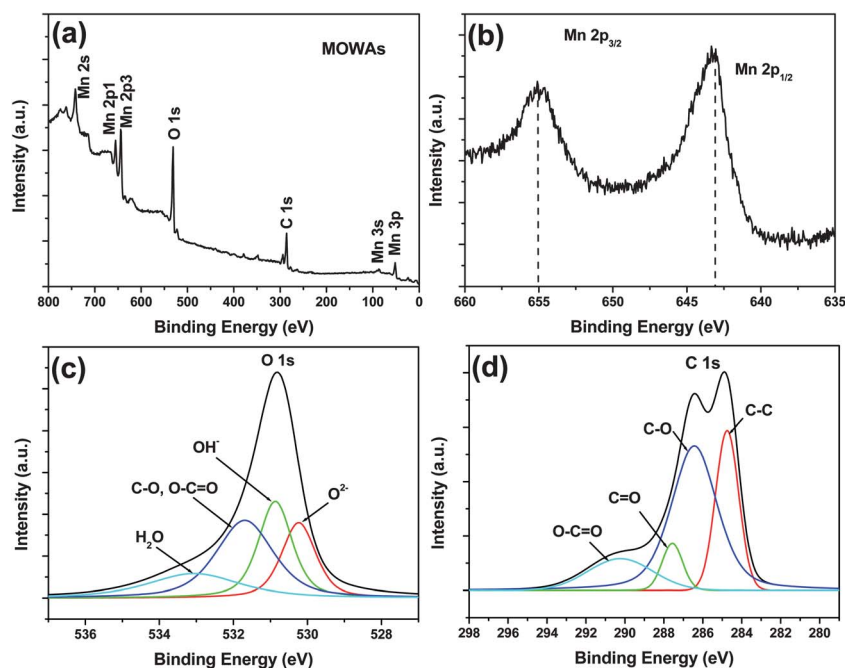 (a)
MOWAs
Mn 2s
Mn 2p1
Mn 2p3
O 1s
C 1s
Mn 3s
Mn 3p
Intensity (a.u.)
800 700 600 500 400 300 200 100 0
Binding Energy (eV)
(b)
Mn 2p3/2
Mn 2p1/2
Intensity (a.u.)
660 655 650 645 640 635
Binding Energy (eV)
(c)
O 1s
OH-
C-O, O-C=O
O2-
H2O
Intensity (a.u.)
536 534 532 530 528
Binding Energy (eV)
(d)
C 1s
C-O
C-C
C=O
O-C=O
Intensity (a.u.)
298 296 294 292 290 288 286 284 282 280
Binding Energy (eV)